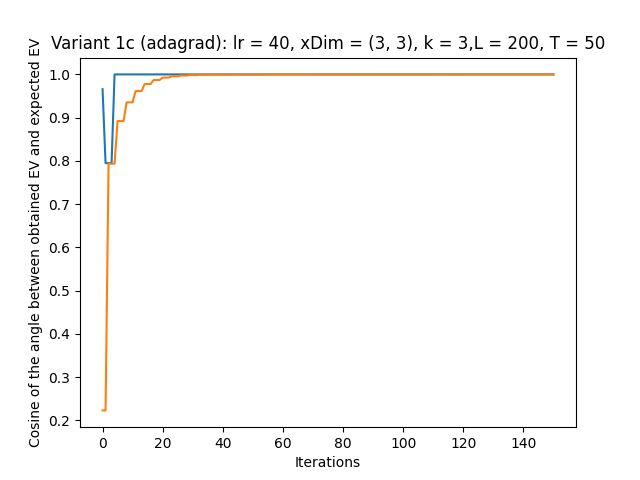 Variant 1c (adagrad): lr = 40, xDim = (3, 3), k = 3,L = 200, T = 50
Cosine of the angle between obtained EV and expected EV
1.0
0.9
0.8
0.7
0.6
0.5
0.4
0.3
0.2
0 20 40 60 80 100 120 140
Iterations